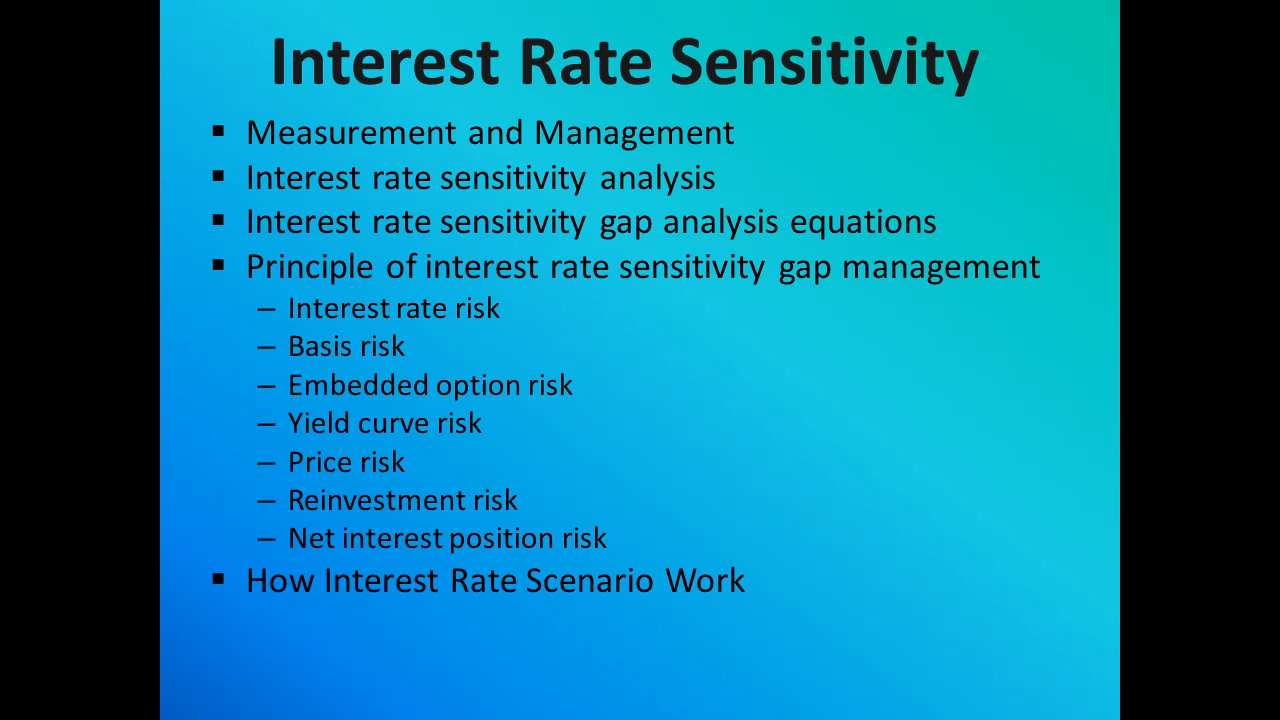 Interest Rate Sensitivity
▪ Measurement and Management
▪ Interest rate sensitivity analysis
▪ Interest rate sensitivity gap analysis equations
▪ Principle of interest rate sensitivity gap management
– Interest rate risk
– Basis risk
– Embedded option risk
– Yield curve risk
– Price risk
– Reinvestment risk
– Net interest position risk
▪ How Interest Rate Scenario Work